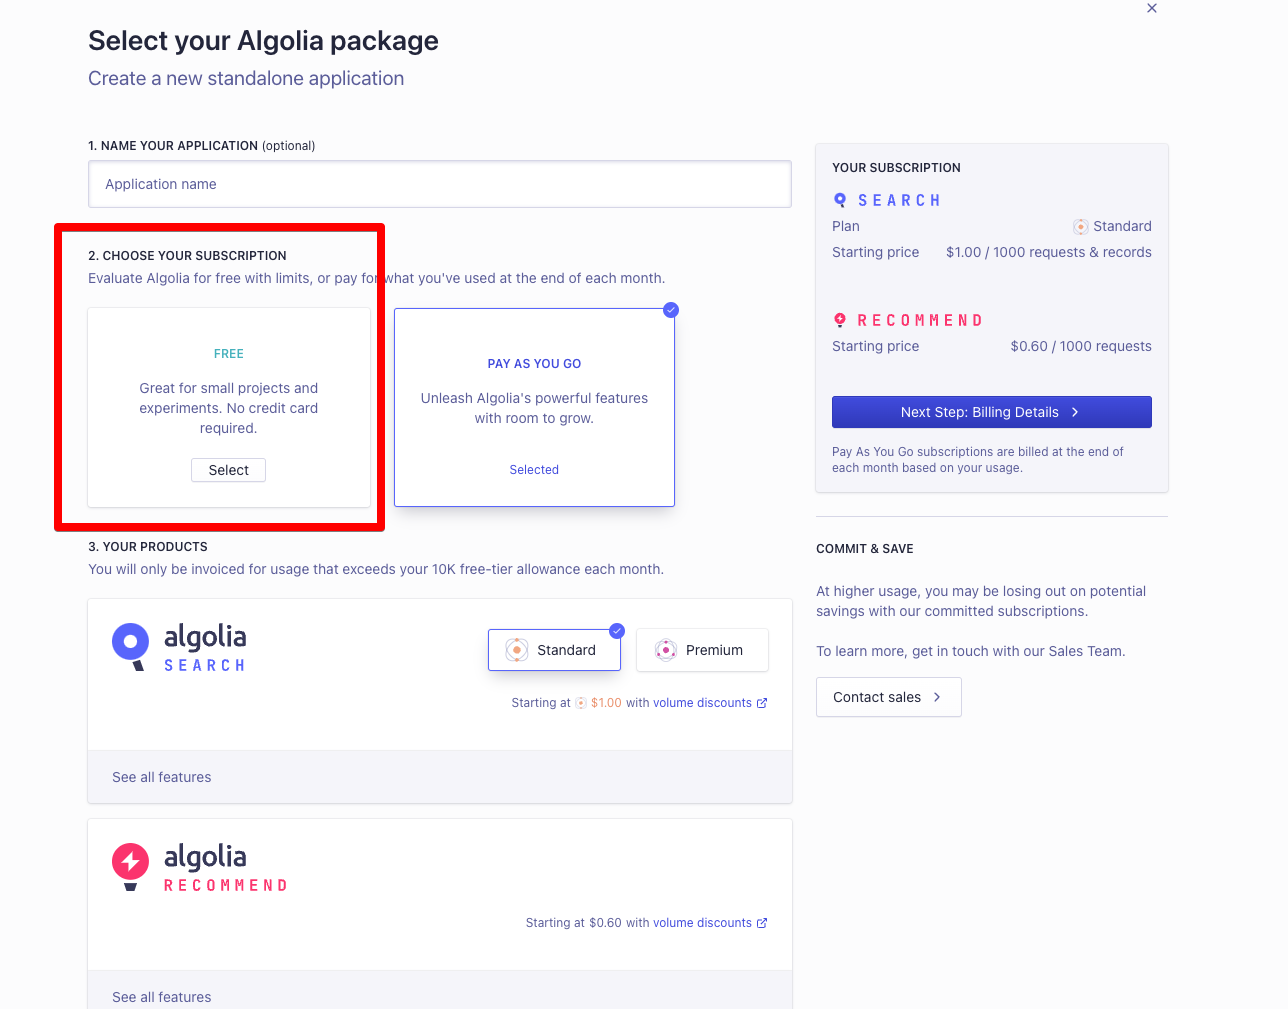 Select your Algolia package
Create a new standalone application
1. NAME YOUR APPLICATION (optional)
Application name
2. CHOOSE YOUR SUBSCRIPTION
Evaluate Algolia for free with limits, or pay for what you've used at the end of each month.
FREE
Great for small projects and
experiments. No credit card
required.
Select
PAY AS YOU GO
Unleash Algolia's powerful features
with room to grow.
Selected
3. YOUR PRODUCTS
You will only be invoiced for usage that exceeds your 10K free-tier allowance each month.
algolia
SEARCH
Standard
Premium
Starting at $1.00 with volume discounts
See all features
algolia
RECOMMEND
Starting at $0.60 with volume discounts
See all features
YOUR SUBSCRIPTION
SEARCH
Plan Standard
Starting price $1.00 / 1000 requests & records
RECOMMEND
Starting price $0.60 / 1000 requests
Next Step: Billing Details
Pay As You Go subscriptions are billed at the end of
each month based on your usage.
COMMIT & SAVE
At higher usage, you may be losing out on potential
savings with our committed subscriptions.
To learn more, get in touch with our Sales Team.
Contact sales